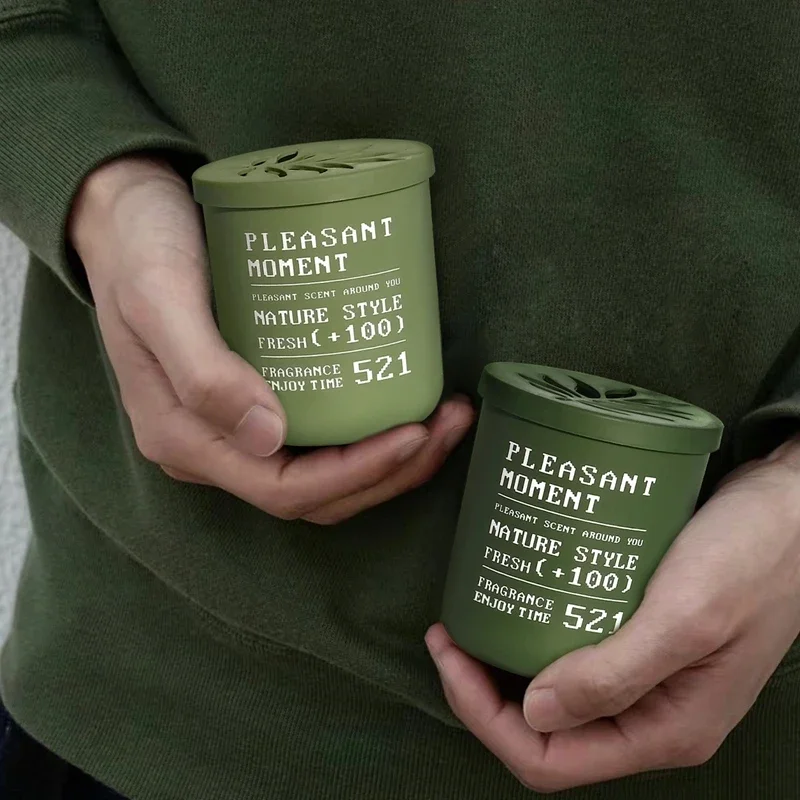 PLEASANT
MOMENT
PLEASANT SCENT AROUND YOU
NATURE STYLE
FRESH(+100)
FRAGRANCE
ENJOY TIME
521
PLEASANT
MOMENT
PLEASANT SCENT AROUND YOU
NATURE STYLE
FRESH(+100)
FRAGRANCE
ENJOY TIME
521